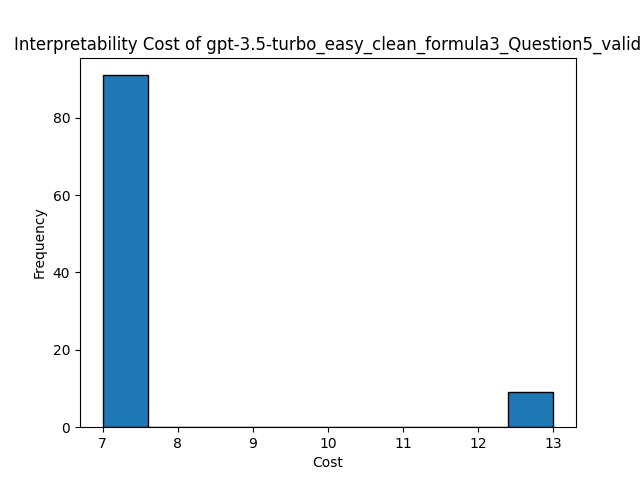 Interpretability Cost of gpt-3.5-turbo_easy_clean_formula3_Question5_valid
80
60
40
20
0
Frequency
7 8 9 10 11 12 13
Cost